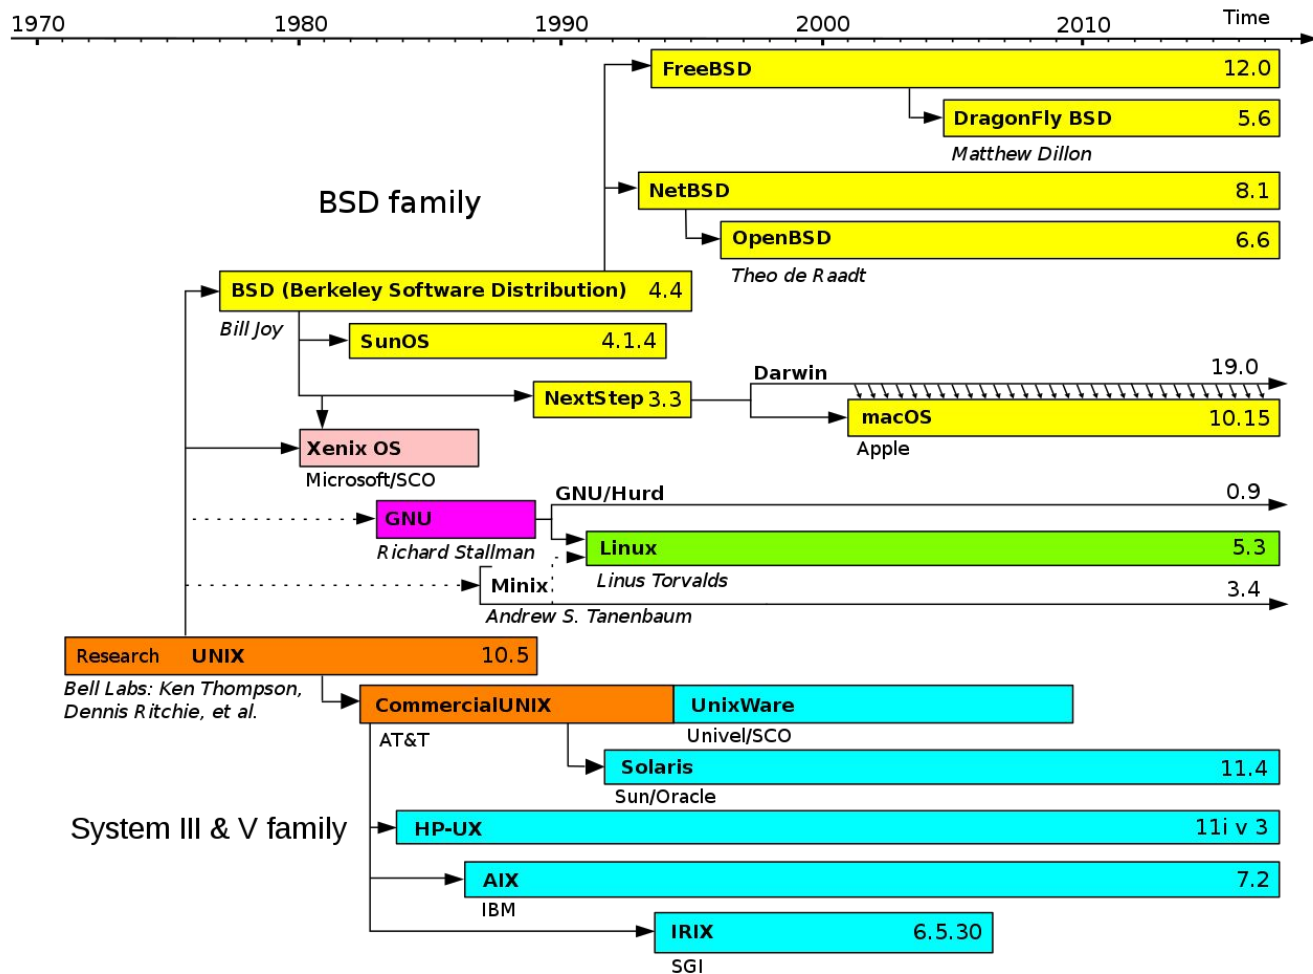 1970 1980 1990 2000 2010 Time
FreeBSD 12.0
DragonFly BSD 5.6
Matthew Dillon
NetBSD 8.1
BSD family
OpenBSD 6.6
Theo de Raadt
BSD (Berkeley Software Distribution) 4.4
Bill Joy
SunOS 4.1.4
Darwin 19.0
NextStep 3.3
macOS 10.15
Apple
Xenix OS
Microsoft/SCO
GNU/Hurd 0.9
GNU
Richard Stallman
Linux 5.3
Linus Torvalds
Minix 3.4
Andrew S. Tanenbaum
Research UNIX 10.5
Bell Labs: Ken Thompson,
Dennis Ritchie, et al.
CommercialUNIX UnixWare
AT&T Univel/SCO
Solaris 11.4
Sun/Oracle
System III & V family
HP-UX 11i v 3
AIX 7.2
IBM
IRIX 6.5.30
SGI